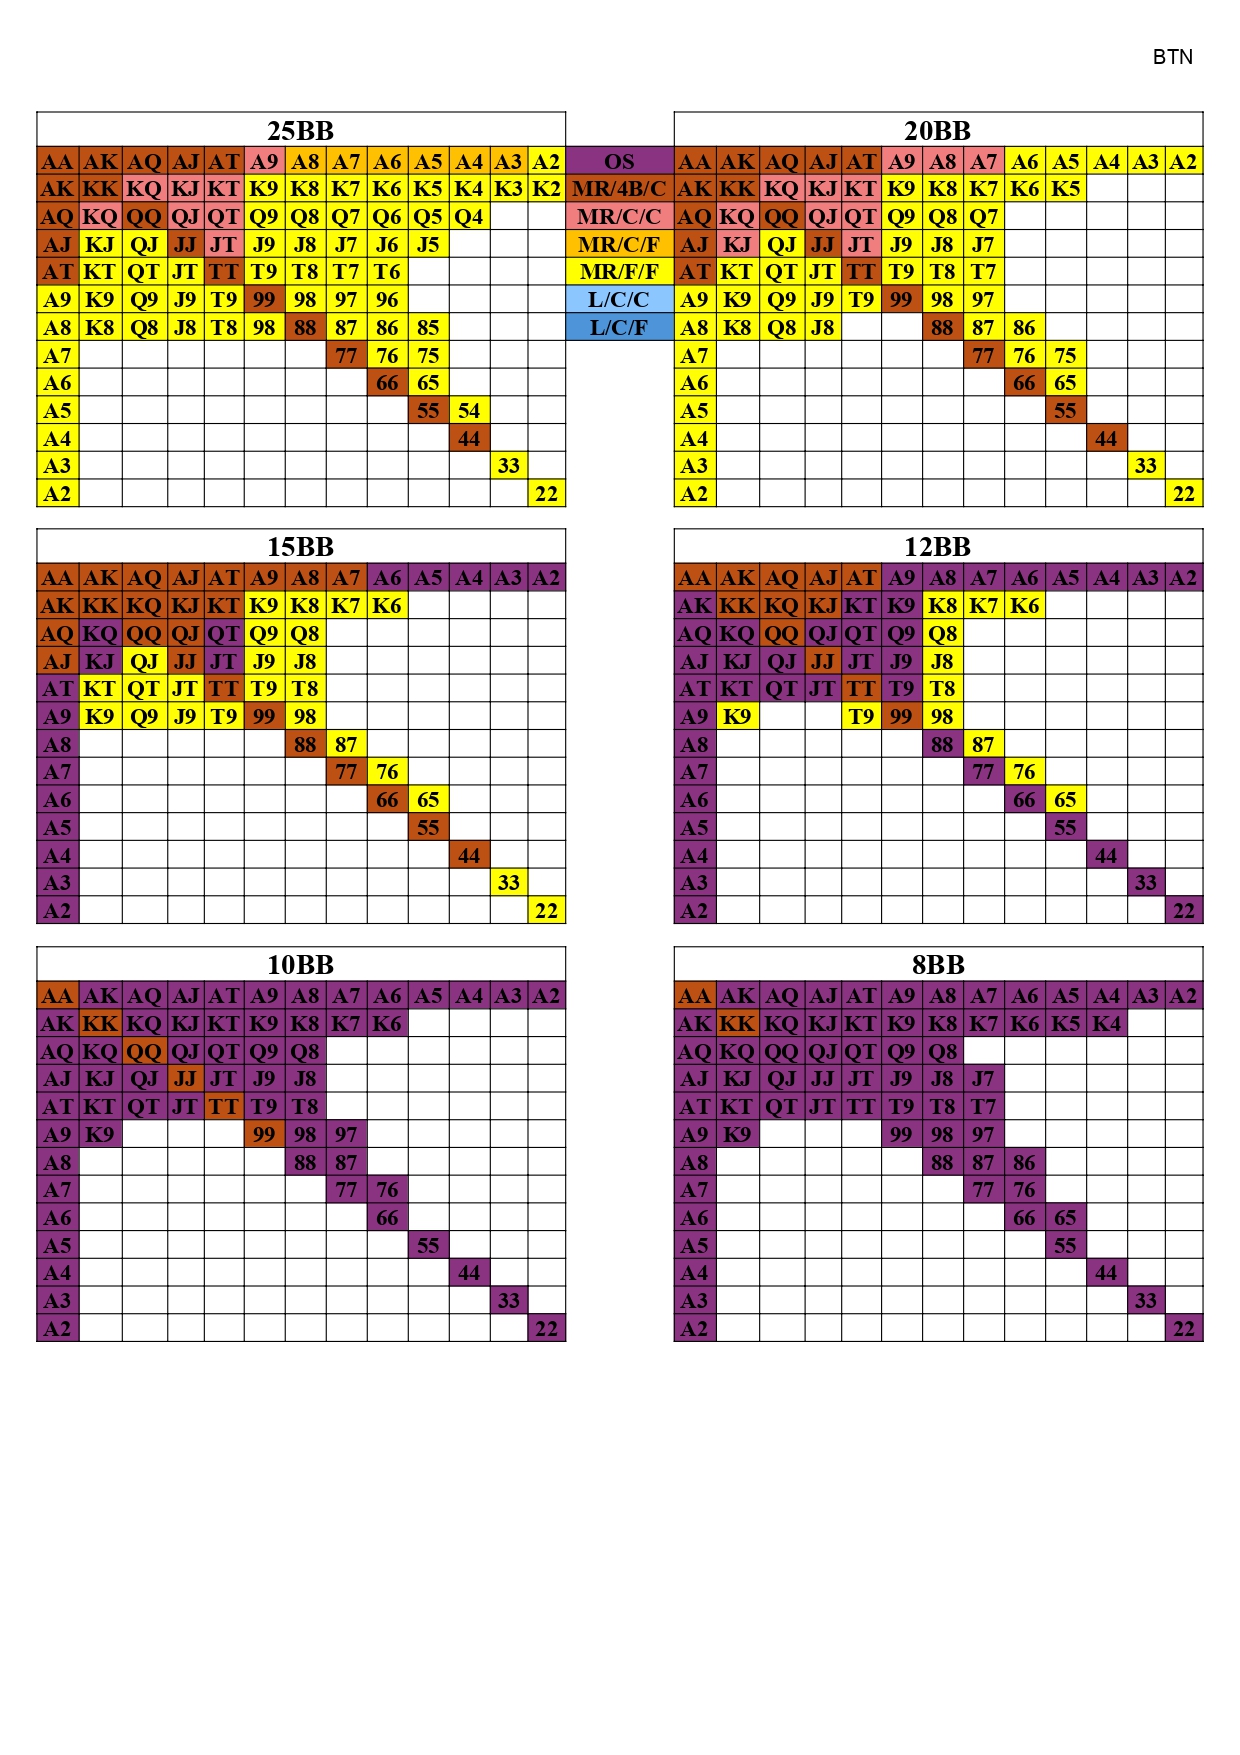 BTN
25BB 20BB
AA AK AQ AJ AT A9 A8 A7 A6 A5 A4 A3 A2 OS AA AK AQ AJ AT A9 A8 A7 A6 A5 A4 A3 A2
AK KK KQ KJ KT K9 K8 K7 K6 K5 K4 K3 K2 MR/4B/C AK KK KQ KJ KT K9 K8 K7 K6 K5
AQ KQ QQ QJ QT Q9 Q8 Q7 Q6 Q5 Q4 MR/C/C AQ KQ QQ QJ QT Q9 Q8 Q7
AJ KJ QJ JJ JT J9 J8 J7 J6 J5 MR/C/F AJ KJ QJ JJ JT J9 J8 J7
AT KT QT JT TT T9 T8 T7 T6 MR/F/F AT KT QT JT TT T9 T8 T7
A9 K9 Q9 J9 T9 99 98 97 96 L/C/C A9 K9 Q9 J9 T9 99 98 97
A8 K8 Q8 J8 T8 98 88 87 86 85 L/C/F A8 K8 Q8 J8 88 87 86
A7 77 76 75 A7 77 76 75
A6 66 65 A6 66 65
A5 55 54 A5 55
A4 44 A4 44
A3 33 A3 33
A2 22 A2 22
15BB 12BB
AA AK AQ AJ AT A9 A8 A7 A6 A5 A4 A3 A2 AA AK AQ AJ AT A9 A8 A7 A6 A5 A4 A3 A2
AK KK KQ KJ KT K9 K8 K7 K6 AK KK KQ KJ KT K9 K8 K7 K6
AQ KQ QQ QJ QT Q9 Q8 AQ KQ QQ QJ QT Q9 Q8
AJ KJ QJ JJ JT J9 J8 AJ KJ QJ JJ JT J9 J8
AT KT QT JT TT T9 T8 AT KT QT JT TT T9 T8
A9 K9 Q9 J9 T9 99 98 A9 K9 T9 99 98
A8 88 87 A8 88 87
A7 77 76 A7 77 76
A6 66 65 A6 66 65
A5 55 A5 55
A4 44 A4 44
A3 33 A3 33
A2 22 A2 22
10BB 8BB
AA AK AQ AJ AT A9 A8 A7 A6 A5 A4 A3 A2 AA AK AQ AJ AT A9 A8 A7 A6 A5 A4 A3 A2
AK KK KQ KJ KT K9 K8 K7 K6 AK KK KQ KJ KT K9 K8 K7 K6 K5 K4
AQ KQ QQ QJ QT Q9 Q8 AQ KQ QQ QJ QT Q9 Q8
AJ KJ QJ JJ JT J9 J8 AJ KJ QJ JJ JT J9 J8 J7
AT KT QT JT TT T9 T8 AT KT QT JT TT T9 T8 T7
A9 K9 99 98 97 A9 K9 99 98 97
A8 88 87 A8 88 87 86
A7 77 76 A7 77 76
A6 66 A6 66 65
A5 55 A5 55
A4 44 A4 44
A3 33 A3 33
A2 22 A2 22